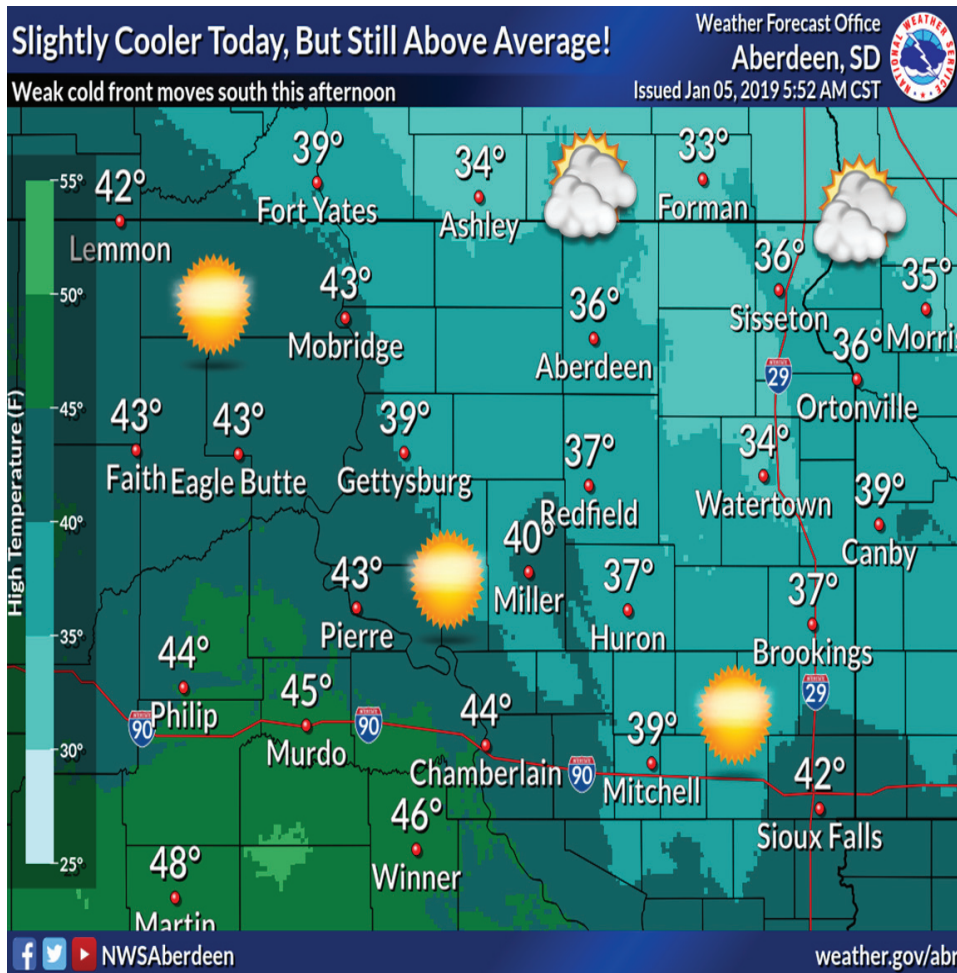 Slightly Cooler Today, But Still Above Average!
Weak cold front moves south this afternoon
Weather Forecast Office
Aberdeen, SD
Issued Jan 05, 2019 5:52 AM CST
NATIONAL WEATHER SERVICE
High Temperature (F)
55°
50°
45°
40°
35°
30°
25°
42°
Lemmon
39°
Fort Yates
34°
Ashley
33°
Forman
43°
Mobridge
36°
Aberdeen
36°
Sisseton
35°
Morris
36°
Ortonville
29
43°
Faith
43°
Eagle Butte
39°
Gettysburg
37°
Redfield
34°
Watertown
39°
Canby
43°
Pierre
40°
Miller
37°
Huron
37°
Brookings
29
44°
Philip
90
45°
Murdo
90
44°
Chamberlain
90
39°
Mitchell
42°
Sioux Falls
46°
Winner
48°
Martin
NWSAberdeen
weather.gov/abr